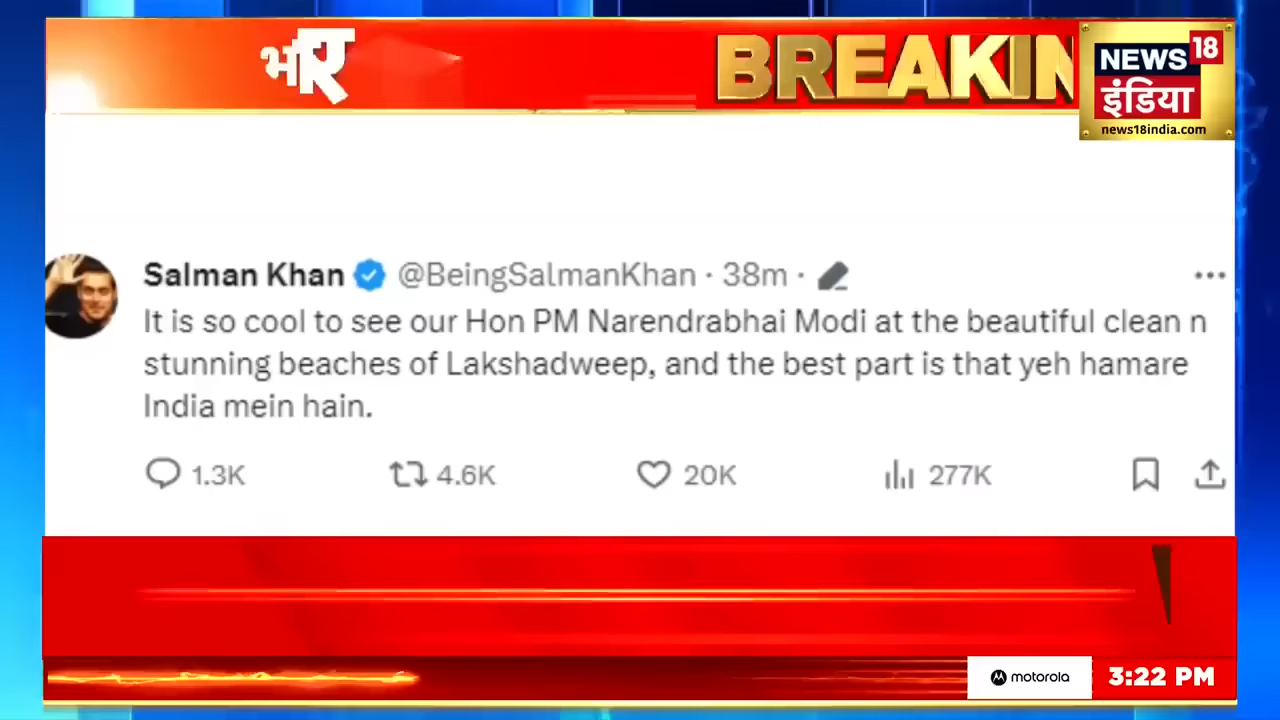 BREAKIN
NEWS 18
इंडिया
news18india.com
Salman Khan @BeingSalmanKhan · 38m ·
It is so cool to see our Hon PM Narendrabhai Modi at the beautiful clean n
stunning beaches of Lakshadweep, and the best part is that yeh hamare
India mein hain.
1.3K 4.6K 20K 277K
motorola 3:22 PM